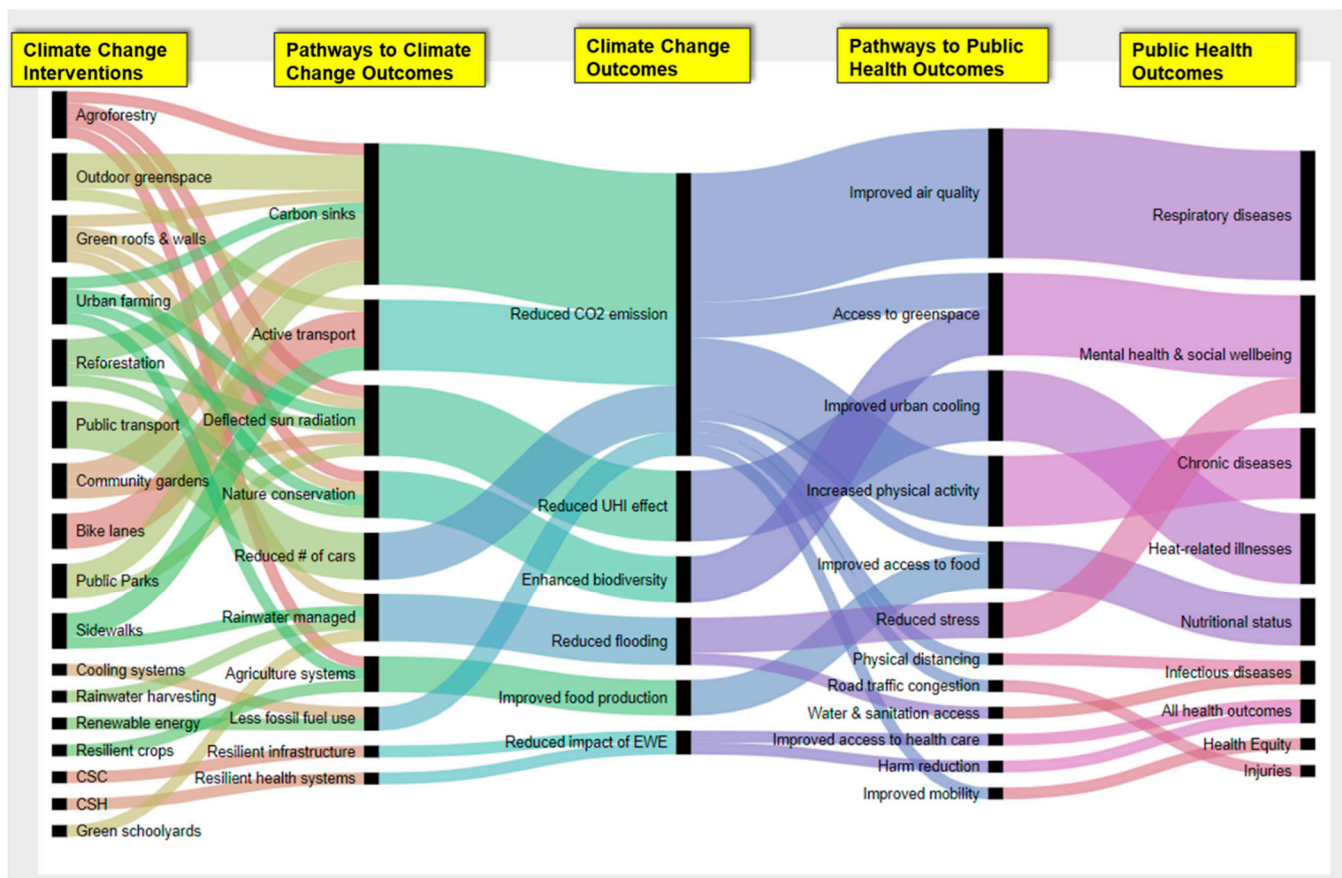 Climate Change
Interventions
Pathways to Climate
Change Outcomes
Climate Change
Outcomes
Pathways to Public
Health Outcomes
Public Health
Outcomes
Agroforestry
Outdoor greenspace
Green roofs & walls
Urban farming
Reforestation
Public transport
Community gardens
Bike lanes
Public Parks
Sidewalks
Cooling systems
Rainwater harvesting
Renewable energy
Resilient crops
CSC
CSH
Green schoolyards
Carbon sinks
Active transport
Deflected sun radiation
Nature conservation
Reduced # of cars
Rainwater managed
Agriculture systems
Less fossil fuel use
Resilient infrastructure
Resilient health systems
Reduced CO2 emission
Reduced UHI effect
Enhanced biodiversity
Reduced flooding
Improved food production
Reduced impact of EWE
Improved air quality
Access to greenspace
Improved urban cooling
Increased physical activity
Improved access to food
Reduced stress
Physical distancing
Road traffic congestion
Water & sanitation access
Improved access to health care
Harm reduction
Improved mobility
Respiratory diseases
Mental health & social wellbeing
Chronic diseases
Heat-related illnesses
Nutritional status
Infectious diseases
All health outcomes
Health Equity
Injuries